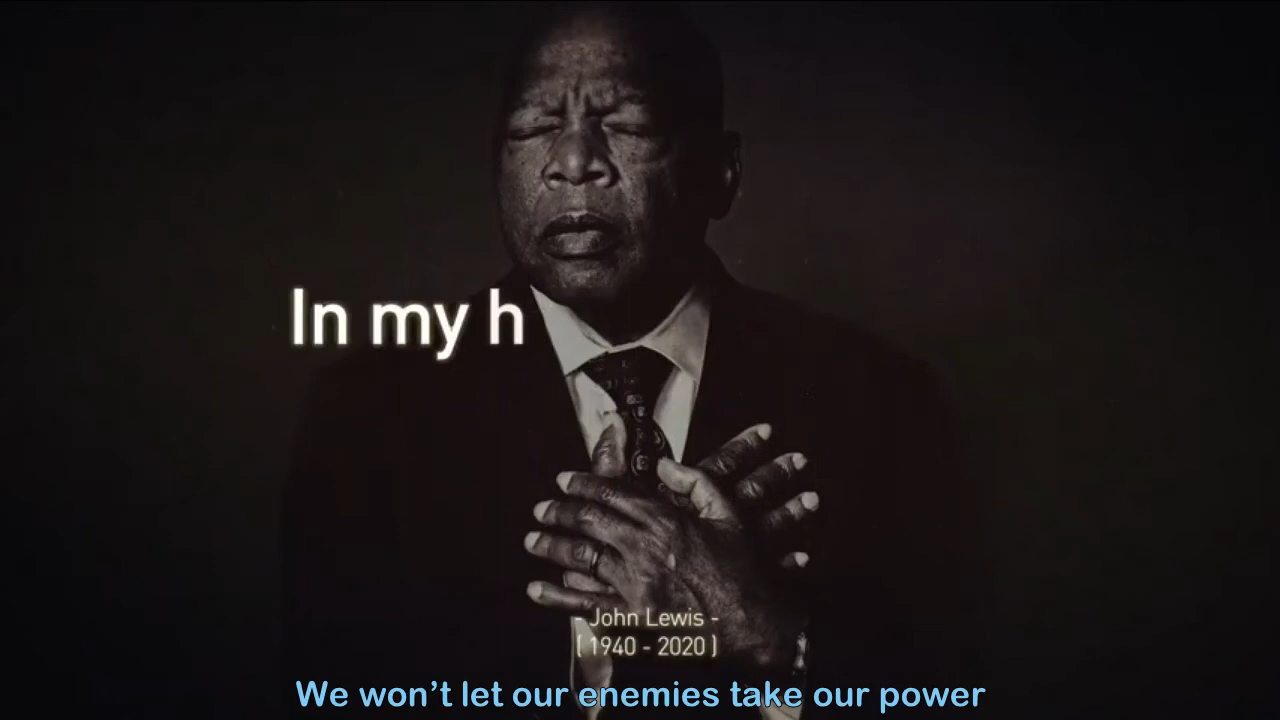 In my h
- John Lewis -
( 1940 - 2020 )
We won’t let our enemies take our power